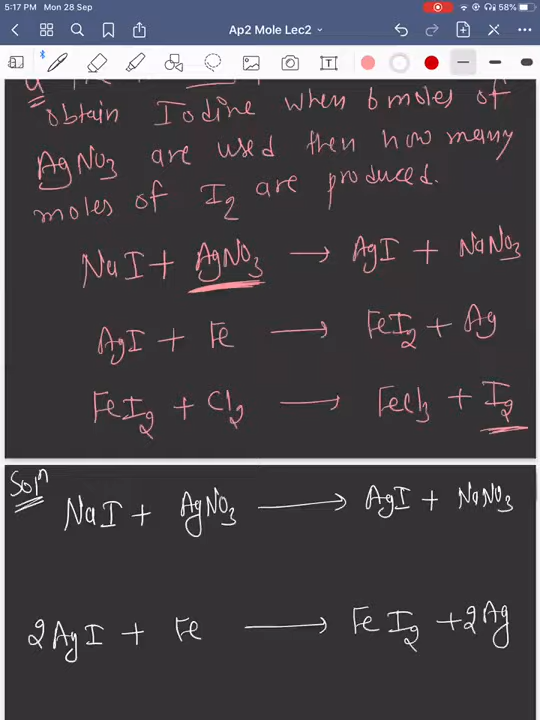 5:17 PM Mon 28 Sep 58%
Ap2 Mole Lec2
T
obtain Iodine when 6 moles of
AgNO3 are used then how many
moles of I2 are produced.
NaI + AgNO3 → AgI + NaNO3
AgI + Fe → FeI2 + Ag
FeI2 + Cl2 → FeCl3 + I2
Soln
NaI + AgNO3 → AgI + NaNO3
2AgI + Fe → FeI2 + 2Ag